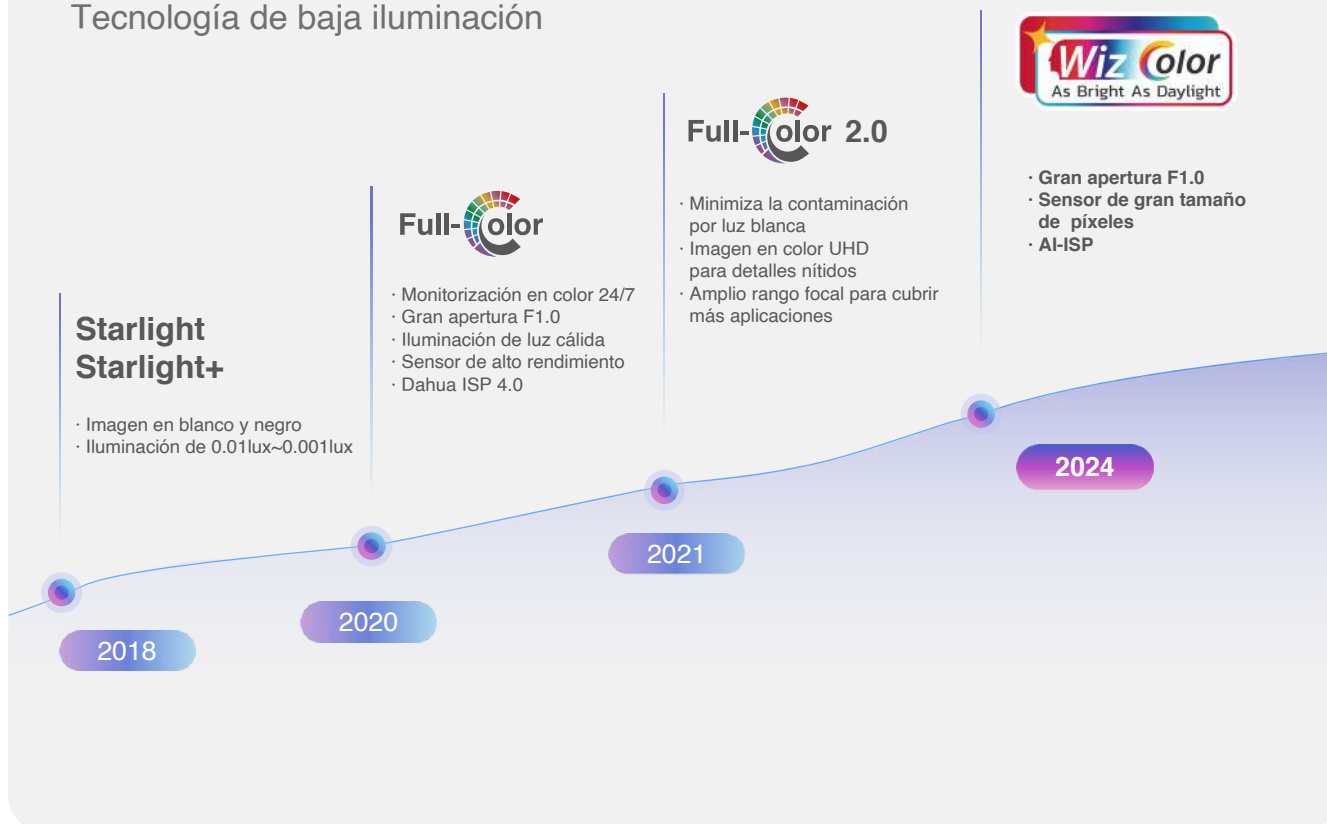 Tecnología de baja iluminación
Starlight
Starlight+
· Imagen en blanco y negro
· Iluminación de 0.01lux~0.001lux
2018
Full-Color
· Monitorización en color 24/7
· Gran apertura F1.0
· Iluminación de luz cálida
· Sensor de alto rendimiento
· Dahua ISP 4.0
2020
Full-Color 2.0
· Minimiza la contaminación
por luz blanca
· Imagen en color UHD
para detalles nítidos
· Amplio rango focal para cubrir
más aplicaciones
2021
Wiz Color
As Bright As Daylight
· Gran apertura F1.0
· Sensor de gran tamaño
de píxeles
· AI-ISP
2024